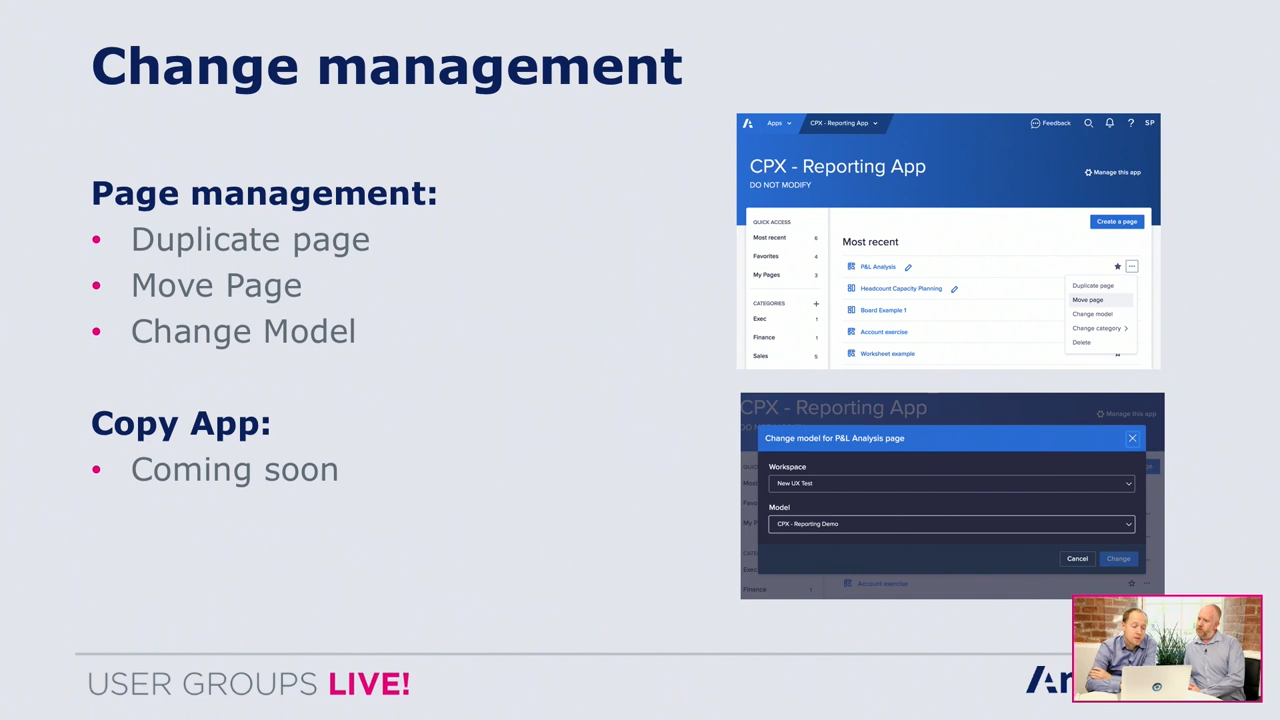 Change management
Page management:
• Duplicate page
• Move Page
• Change Model
Copy App:
• Coming soon
Apps
CPX - Reporting App
Feedback
?
SP
CPX - Reporting App
DO NOT MODIFY
Manage this app
Create a page
QUICK ACCESS
Most recent 6
Favorites 4
My Pages 3
CATEGORIES +
Exec 1
Finance 1
Sales 5
Most recent
P&L Analysis
Headcount Capacity Planning
Board Example 1
Account exercise
Worksheet example
Duplicate page
Move page
Change model
Change category
Delete
CPX - Reporting App
Manage this app
Change model for P&L Analysis page
Workspace
New UX Test
Model
CPX - Reporting Demo
Cancel
Change
Account exercise
Finance 1
USER GROUPS LIVE!